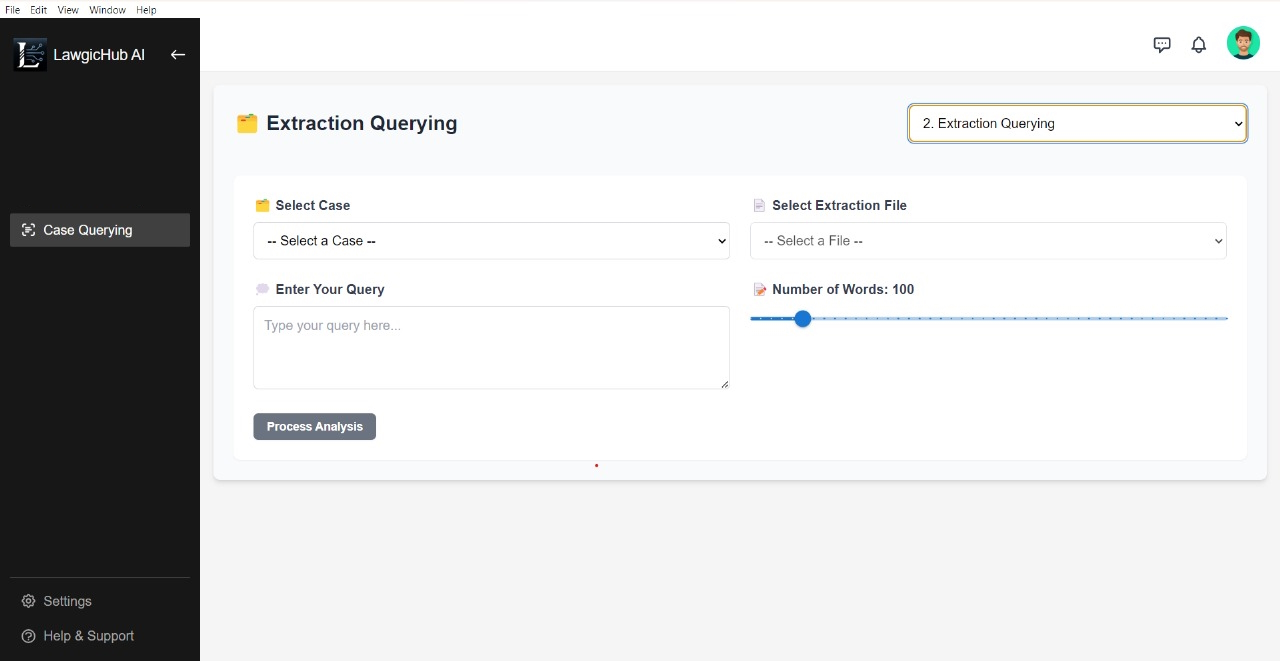 File Edit View Window Help
LawgicHub AI
Extraction Querying
2. Extraction Querying
Select Case
Select Extraction File
-- Select a Case --
-- Select a File --
Case Querying
Enter Your Query
Number of Words: 100
Type your query here...
Process Analysis
Settings
Help & Support